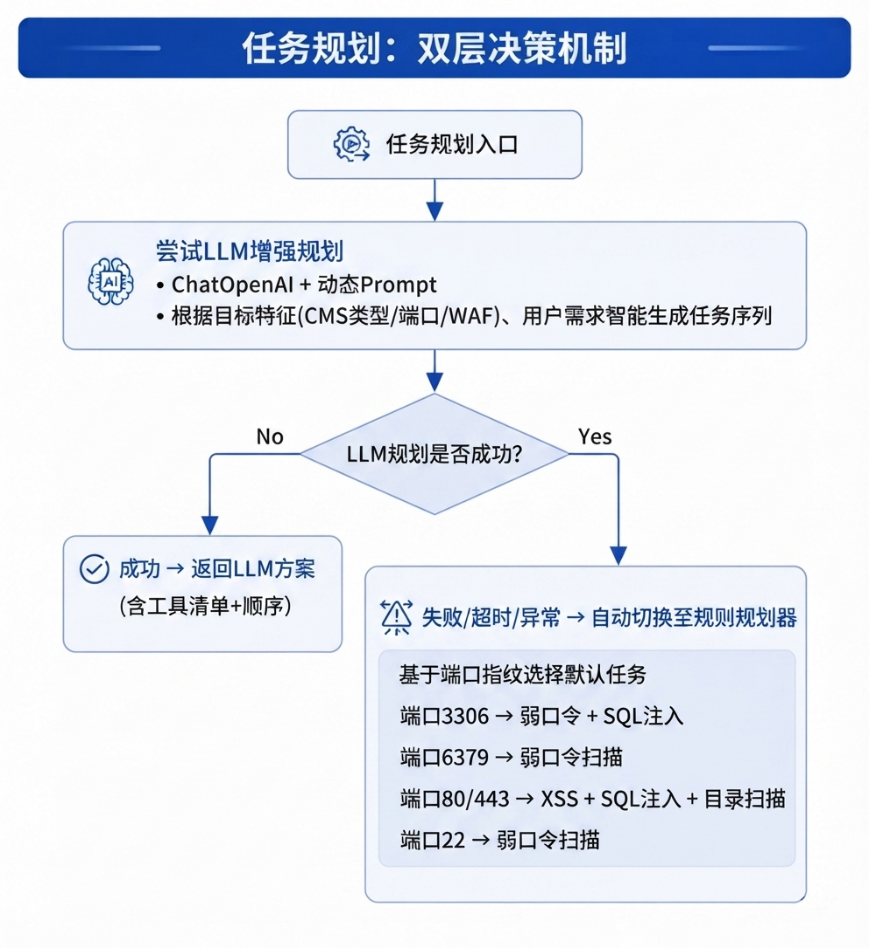 任务规划：双层决策机制
任务规划入口
AI
尝试LLM增强规划
• ChatOpenAI + 动态Prompt
• 根据目标特征(CMS类型/端口/WAF)、用户需求智能生成任务序列
LLM规划是否成功？
No
Yes
成功 → 返回LLM方案
(含工具清单+顺序)
失败/超时/异常 → 自动切换至规则规划器
基于端口指纹选择默认任务
端口3306 → 弱口令 + SQL注入
端口6379 → 弱口令扫描
端口80/443 → XSS + SQL注入 + 目录扫描
端口22 → 弱口令扫描